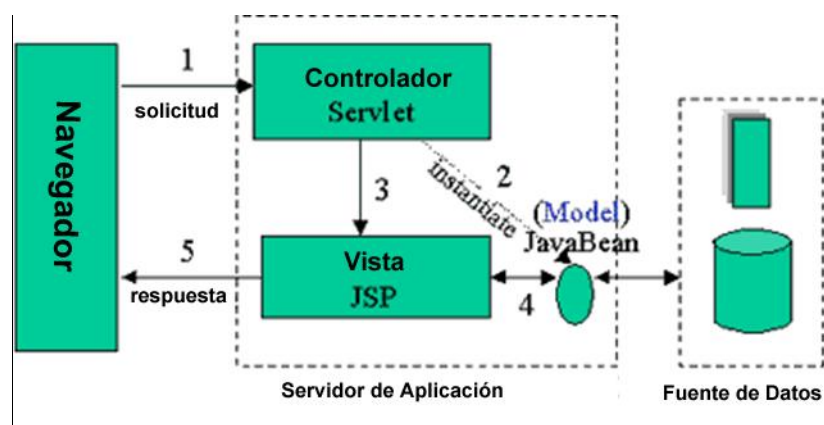 Navegador
1
solicitud
Controlador
Servlet
2
instantiate
3
(Model)
JavaBean
Vista
JSP
4
5
respuesta
Servidor de Aplicación
Fuente de Datos